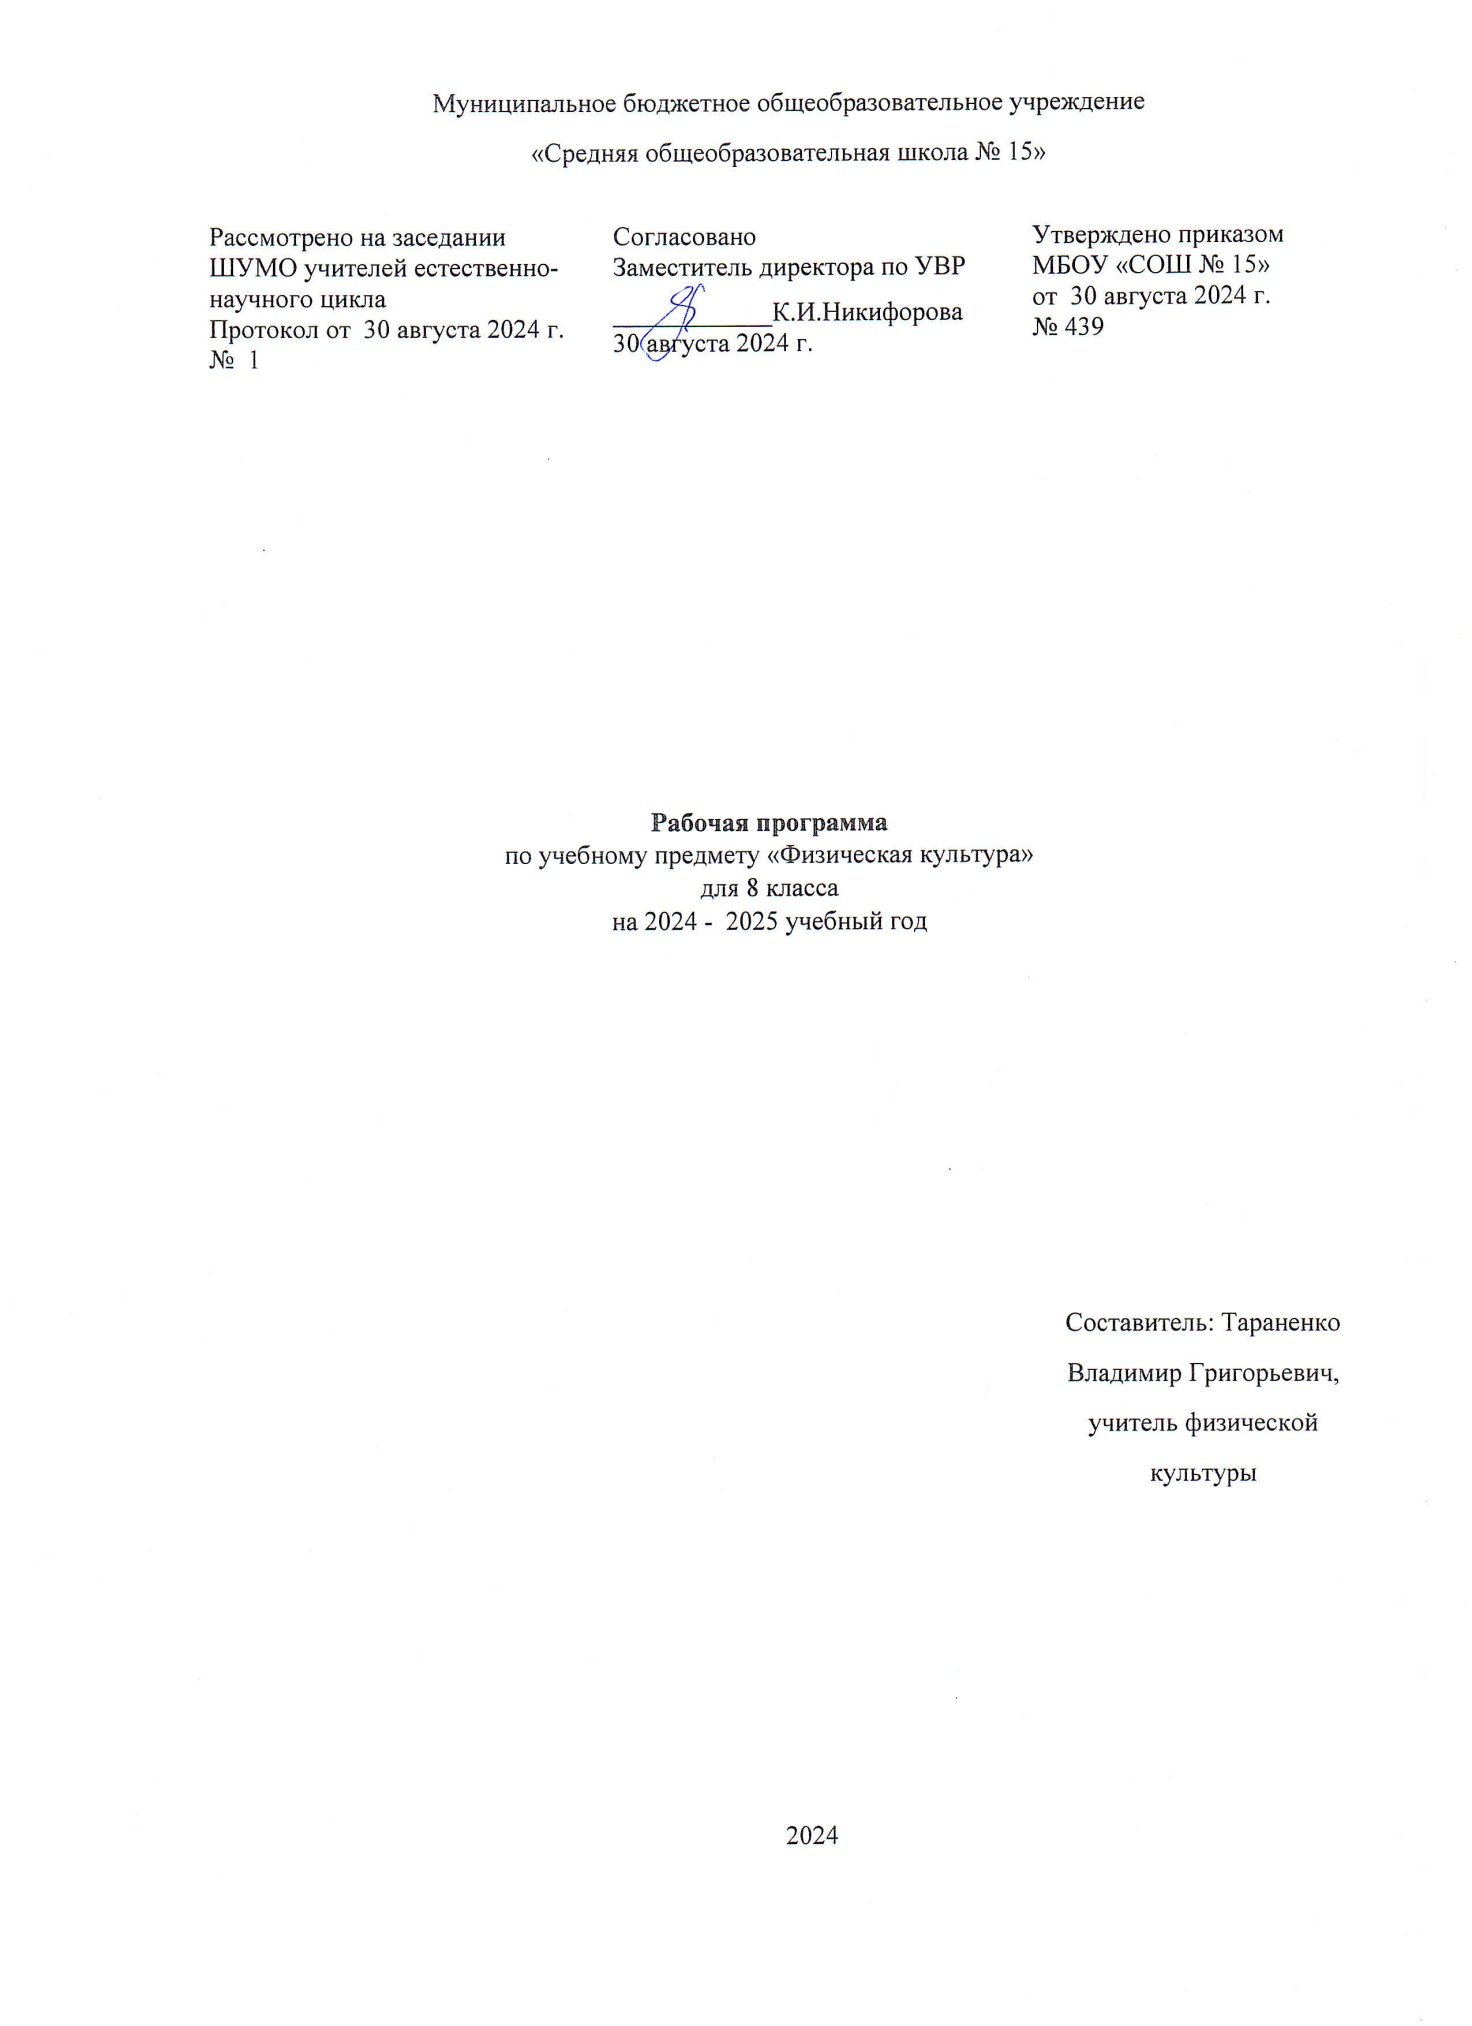 Муниципальное бюджетное общеобразовательное учреждение
«Средняя общеобразовательная школа № 15»
Рассмотрено на заседании
ШУМО учителей естественно-
научного цикла
Протокол от 30 августа 2024 г.
№ 1
Согласовано
Заместитель директора по УВР
____________К.И.Никифорова
30 августа 2024 г.
Утверждено приказом
МБОУ «СОШ № 15»
от 30 августа 2024 г.
№ 439
Рабочая программа
по учебному предмету «Физическая культура»
для 8 класса
на 2024 - 2025 учебный год
Составитель: Тараненко
Владимир Григорьевич,
учитель физической
культуры
2024